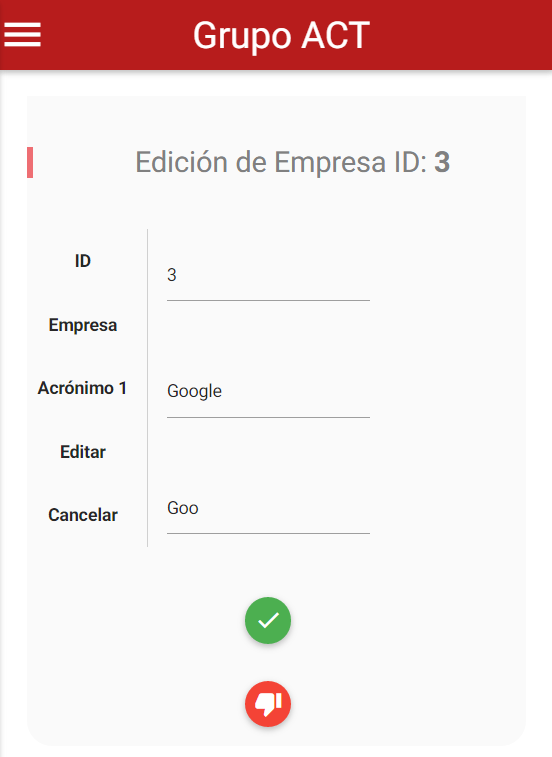 Grupo ACT
Edición de Empresa ID: 3
ID
3
Empresa
Acrónimo 1
Google
Editar
Cancelar
Goo